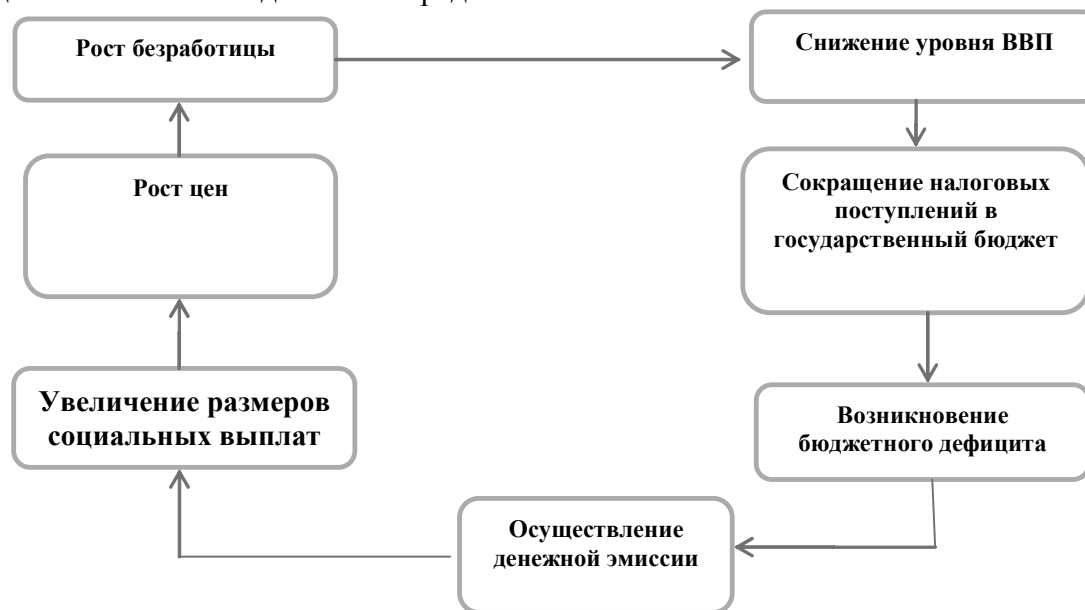 Рост безработицы
Снижение уровня ВВП
Рост цен
Сокращение налоговых
поступлений в
государственный бюджет
Увеличение размеров
социальных выплат
Возникновение
бюджетного дефицита
Осуществление
денежной эмиссии